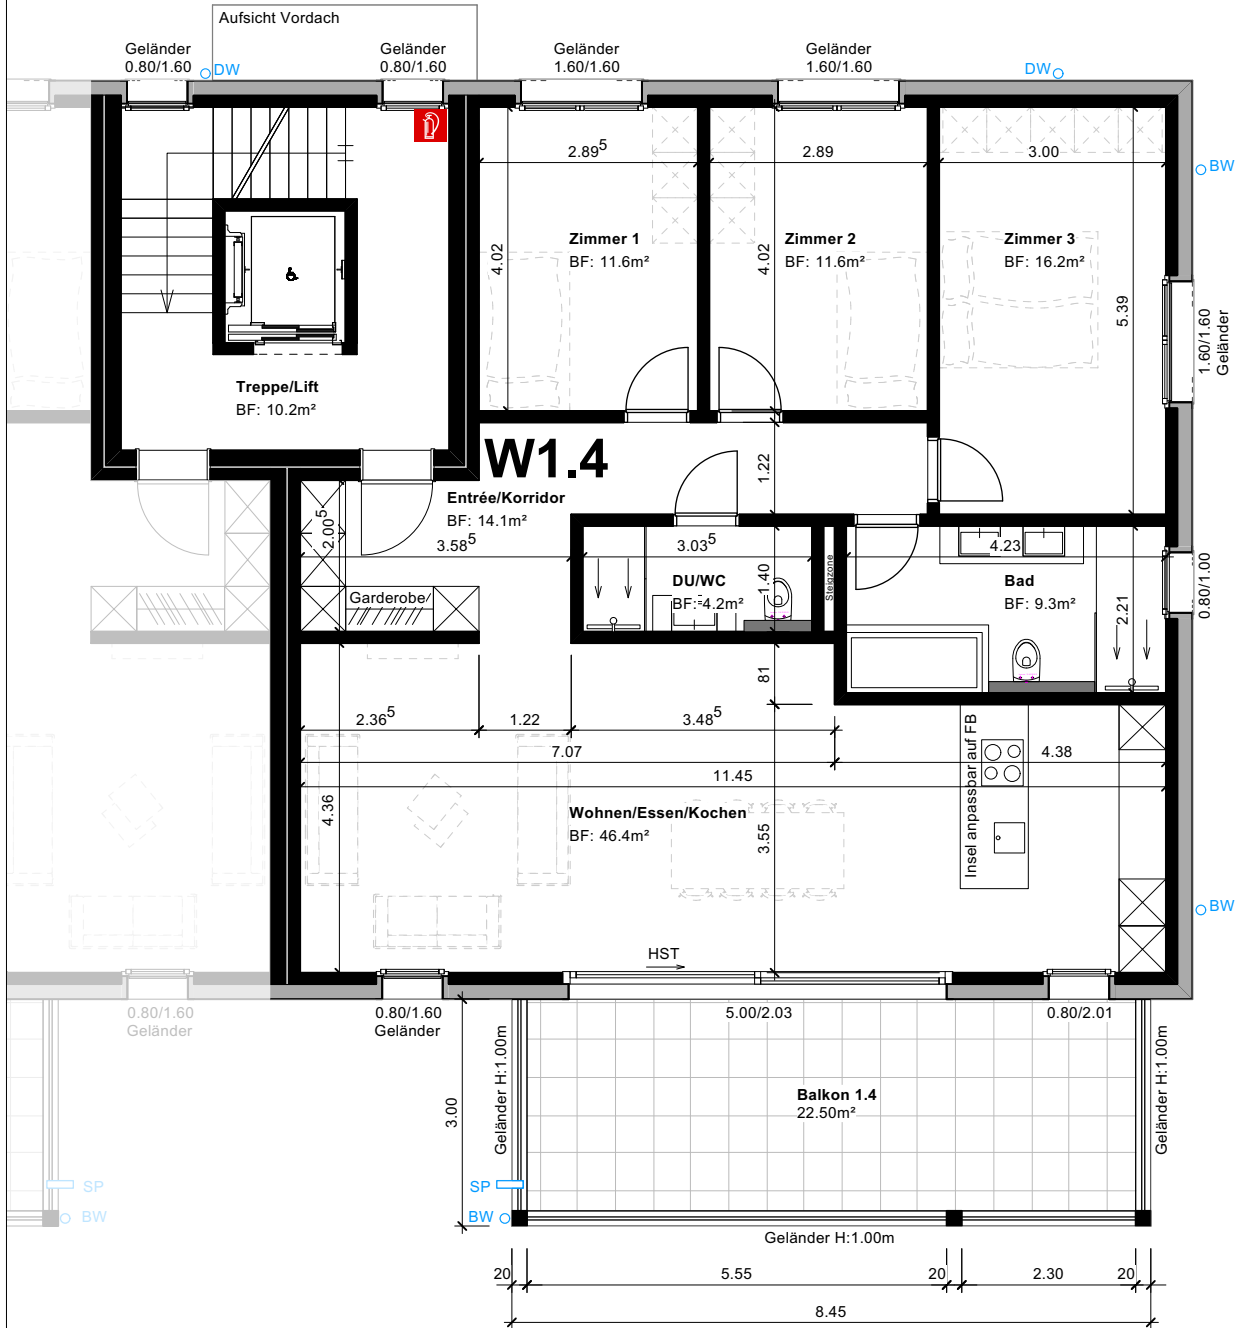 Aufsicht Vordach
Geländer
0.80/1.60
DW
Geländer
0.80/1.60
Geländer
1.60/1.60
Geländer
1.60/1.60
DW
2.89⁵
2.89
3.00
BW
4.02
Zimmer 1
BF: 11.6m²
4.02
Zimmer 2
BF: 11.6m²
Zimmer 3
BF: 16.2m²
5.39
1.60/1.60
Geländer
Treppe/Lift
BF: 10.2m²
W1.4
1.22
Entrée/Korridor
BF: 14.1m²
2.00⁵
3.58⁵
3.03⁵
4.23
DU/WC
BF: 4.2m²
1.40
Steigzone
Bad
BF: 9.3m²
2.21
0.80/1.00
Garderobe
81
2.36⁵
1.22
3.48⁵
7.07
4.38
11.45
Insel anpassbar auf FB
4.36
Wohnen/Essen/Kochen
BF: 46.4m²
3.55
BW
HST
0.80/1.60
Geländer
0.80/1.60
Geländer
5.00/2.03
0.80/2.01
Geländer H:1.00m
Geländer H:1.00m
3.00
Balkon 1.4
22.50m²
SP
BW
SP
BW
Geländer H:1.00m
20
5.55
20
2.30
20
8.45